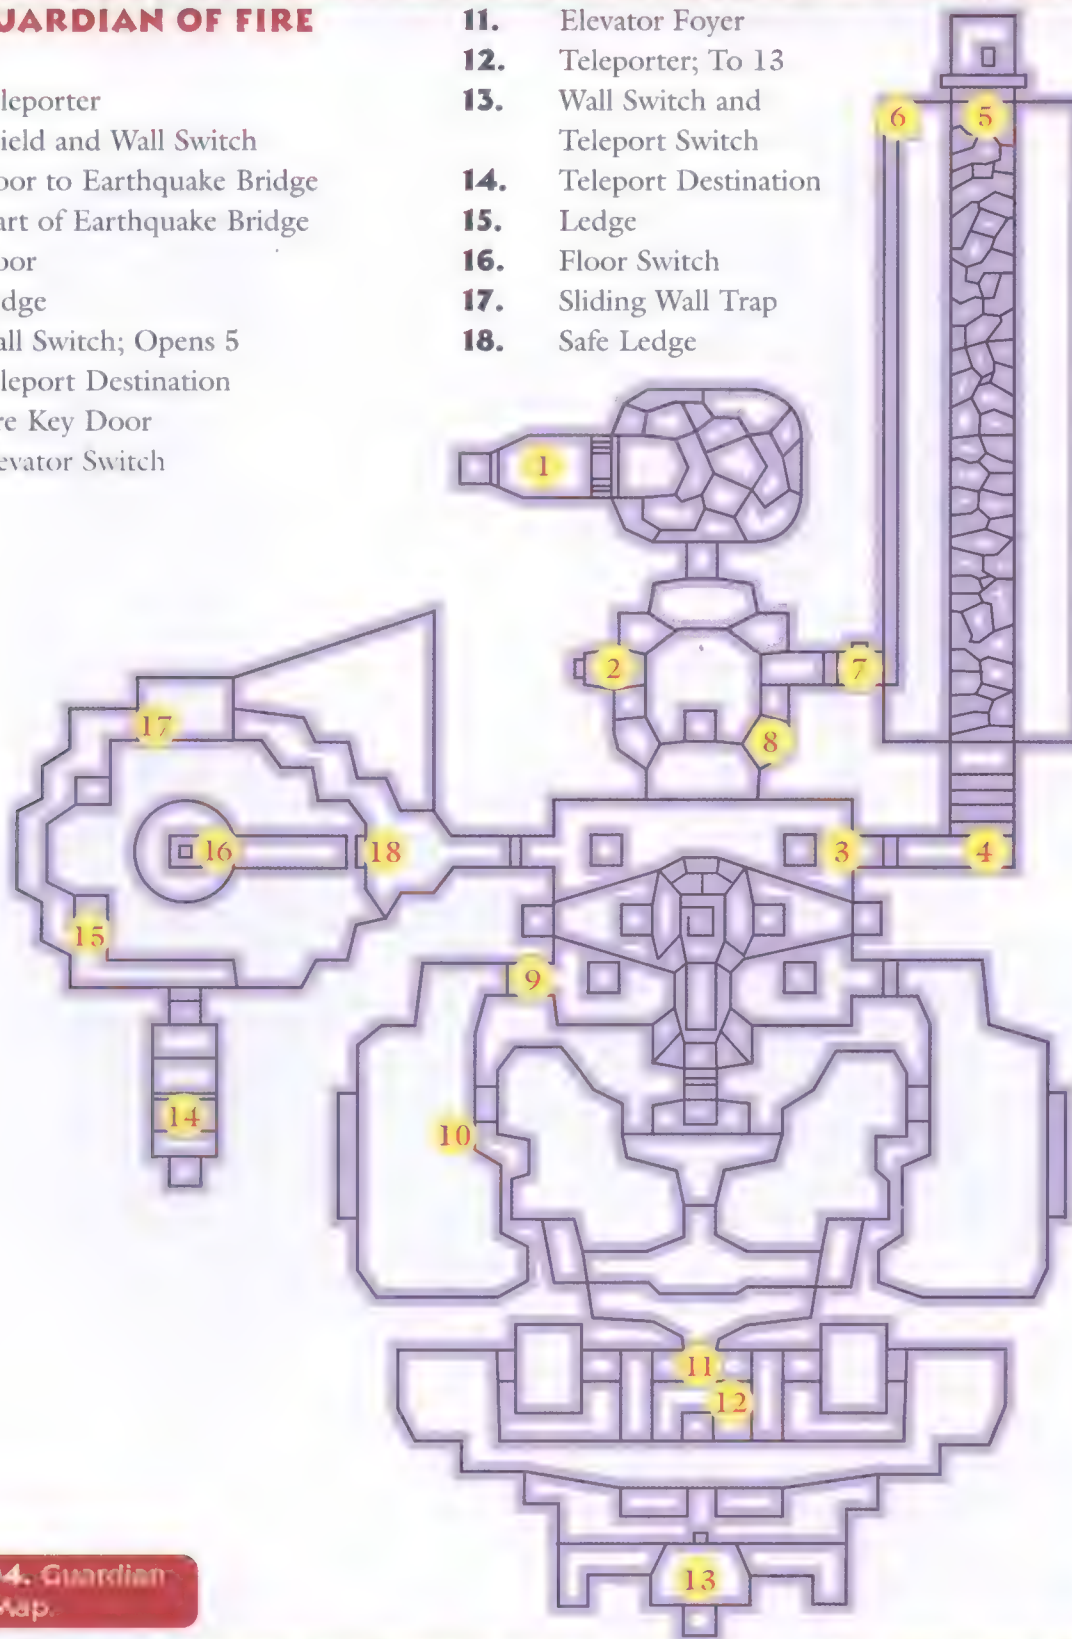 UARDIAN OF FIRE
leporter
ield and Wall Switch
oor to Earthquake Bridge
art of Earthquake Bridge
oor
dge
all Switch; Opens 5
leport Destination
re Key Door
evator Switch
11. Elevator Foyer
12. Teleporter; To 13
13. Wall Switch and
Teleport Switch
14. Teleport Destination
15. Ledge
16. Floor Switch
17. Sliding Wall Trap
18. Safe Ledge
6
5
1
2
7
17
8
16
18
3
4
15
9
14
10
11
12
13
4. Guardian
Map.